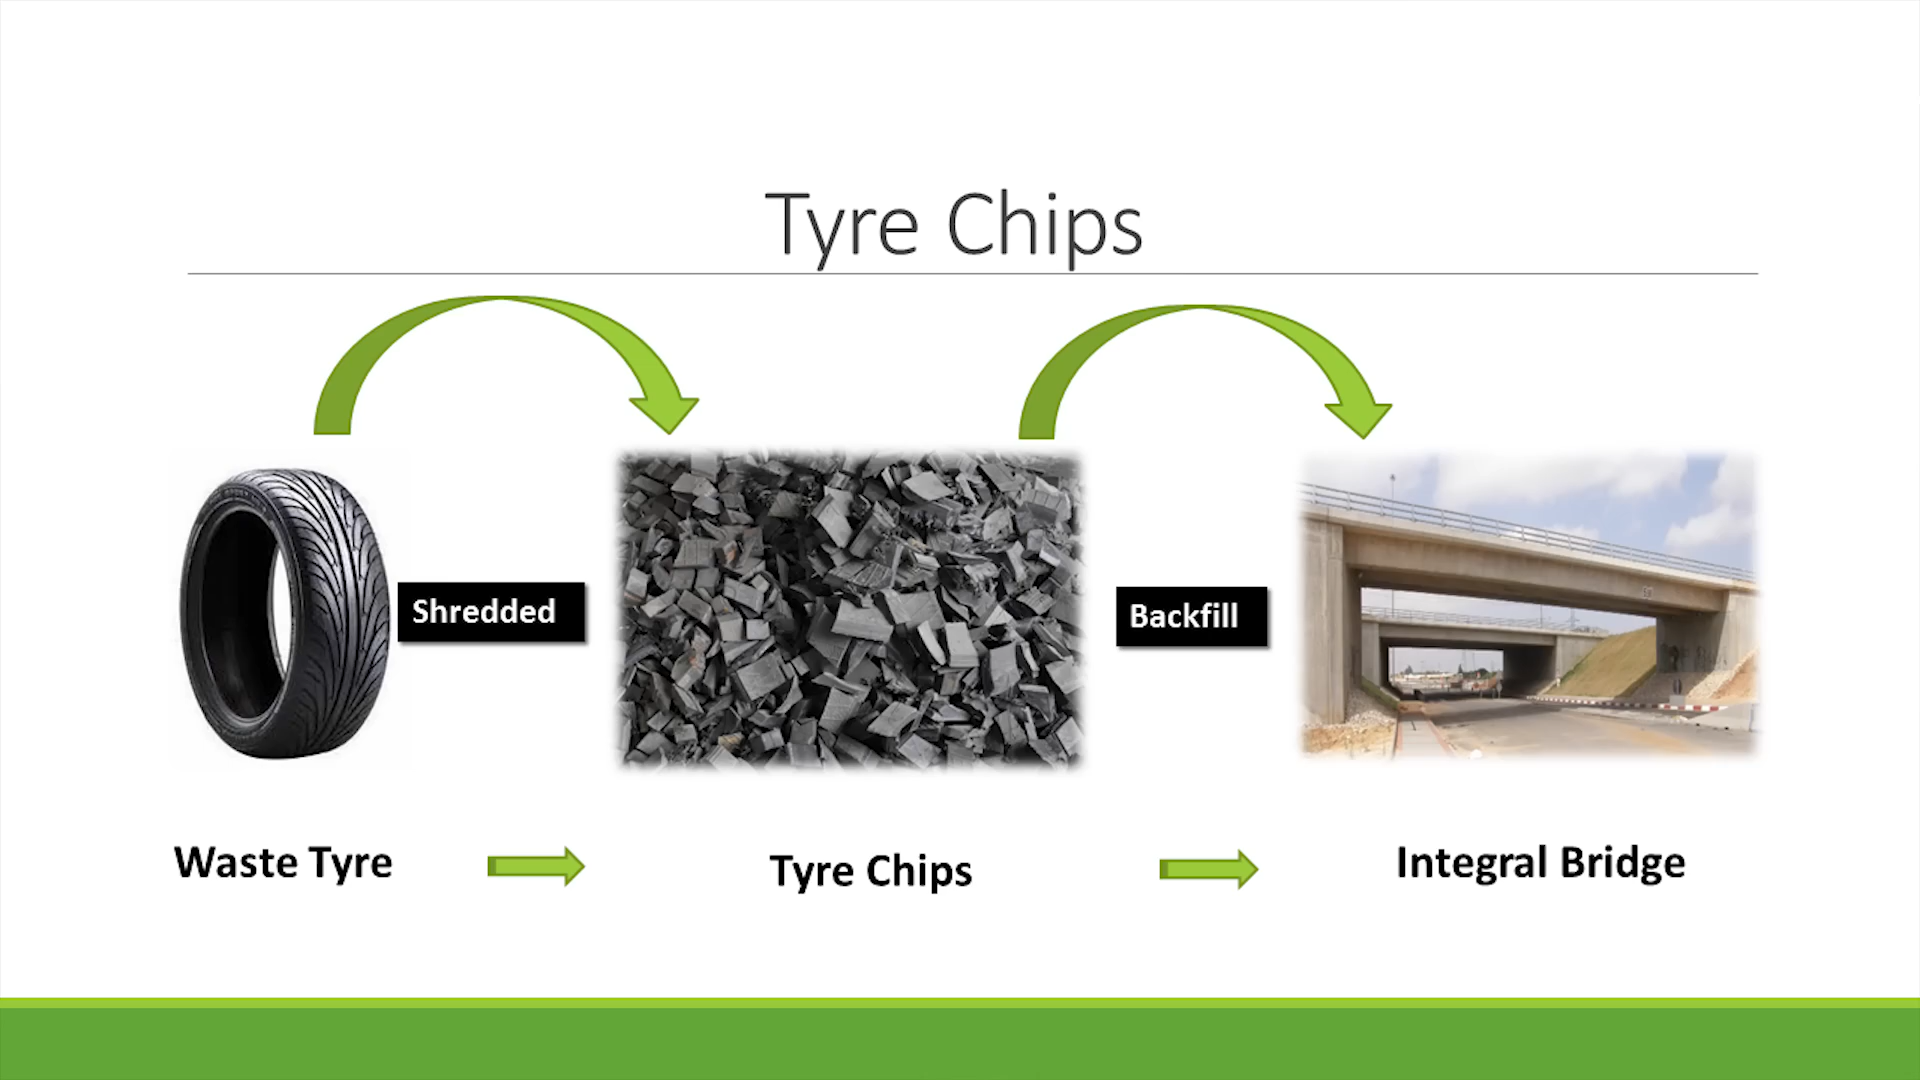 Tyre Chips
Shredded
Backfill
Waste Tyre
Tyre Chips
Integral Bridge